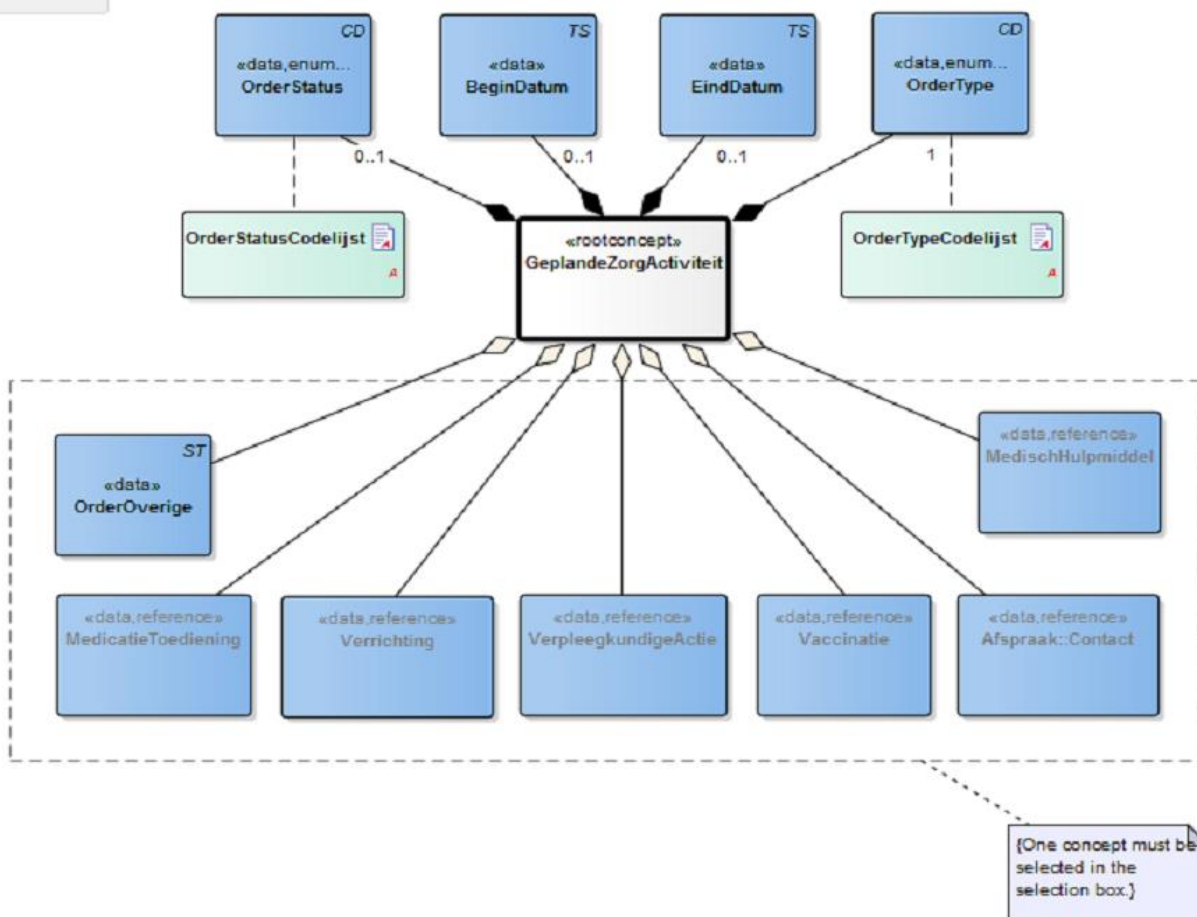 CD
«data,enum...
OrderStatus
TS
«data»
BeginDatum
TS
«data»
EindDatum
CD
«data,enum...
OrderType
0..1
0..1
0..1
1
OrderStatusCodelijst
«rootconcept»
GeplandeZorgActiviteit
OrderTypeCodelijst
ST
«data»
OrderOverige
«data,reference»
MedischHulpmiddel
«data,reference»
MedicatieToediening
«data,reference»
Verrichting
«data,reference»
VerpleegkundigeActie
«data,reference»
Vaccinatie
«data,reference»
Afspraak::Contact
{One concept must be
selected in the
selection box.}